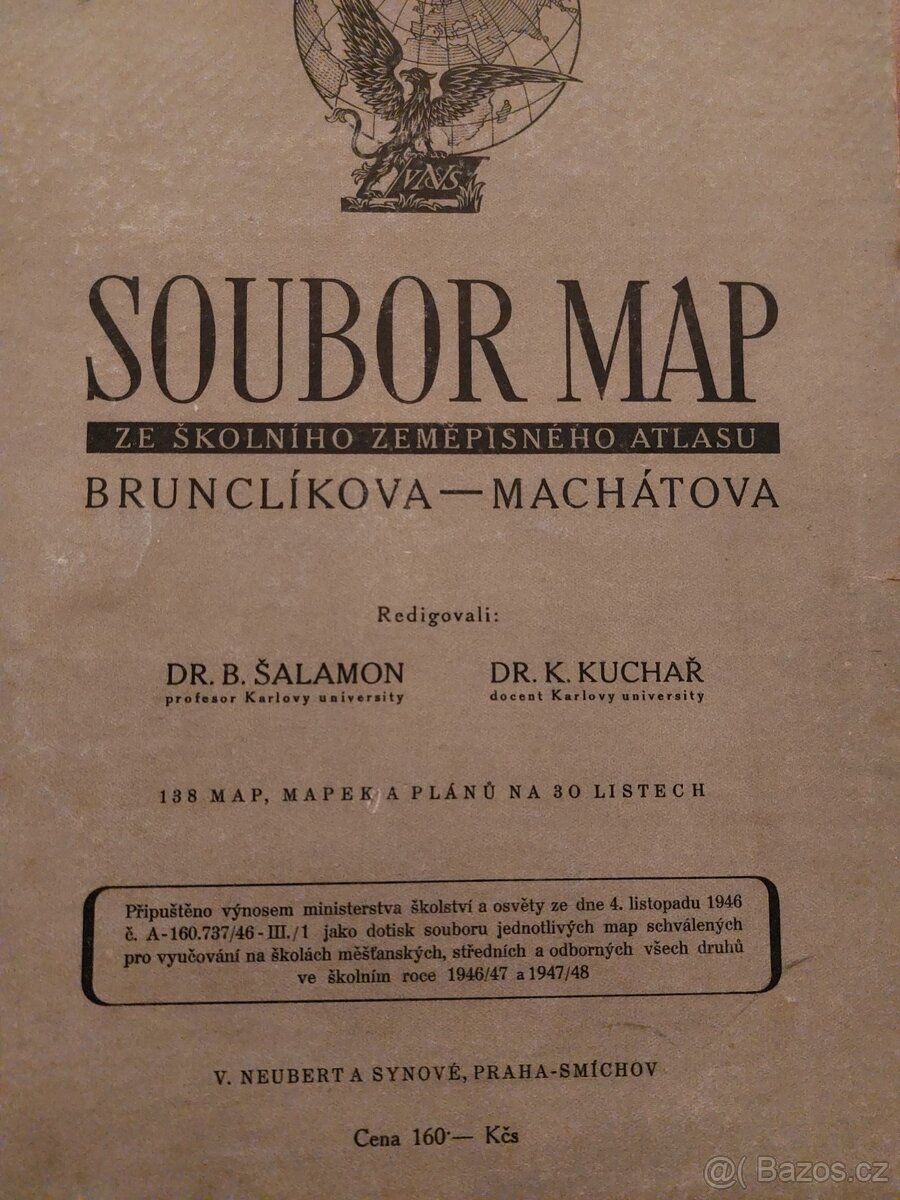 VNS
SOUBOR MAP
ZE ŠKOLNÍHO ZEMĚPISNÉHO ATLASU
BRUNCLÍKOVA—MACHÁTOVA
Redigovali:
DR. B. ŠALAMON DR. K. KUCHAŘ
profesor Karlovy university docent Karlovy university
138 MAP, MAPEK A PLÁNŮ NA 30 LISTECH
Připuštěno výnosem ministerstva školství a osvěty ze dne 4. listopadu 1946
č. A-160.737/46-III./1 jako dotisk souboru jednotlivých map schválených
pro vyučování na školách měšťanských, středních a odborných všech druhů
ve školním roce 1946/47 a 1947/48
V. NEUBERT A SYNOVÉ, PRAHA-SMÍCHOV
Cena 160·— Kčs
@( Bazos.cz